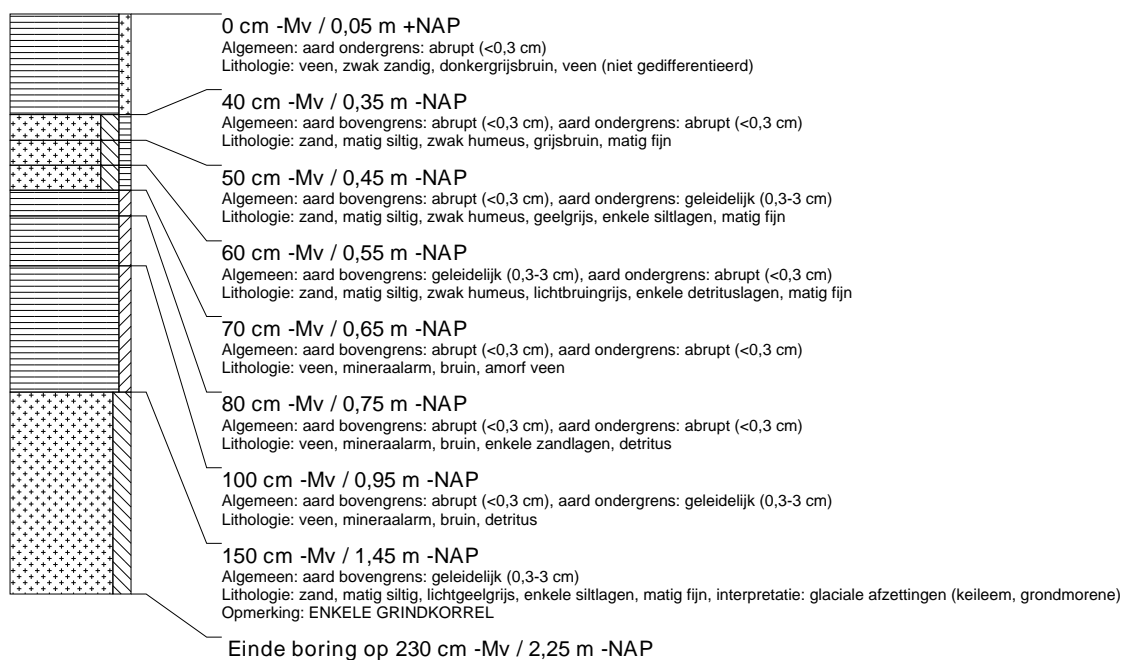 0 cm -Mv / 0,05 m +NAP
Algemeen: aard ondergrens: abrupt (<0,3 cm)
Lithologie: veen, zwak zandig, donkergrijsbruin, veen (niet gedifferentieerd)
40 cm -Mv / 0,35 m -NAP
Algemeen: aard bovengrens: abrupt (<0,3 cm), aard ondergrens: abrupt (<0,3 cm)
Lithologie: zand, matig siltig, zwak humeus, grijsbruin, matig fijn
50 cm -Mv / 0,45 m -NAP
Algemeen: aard bovengrens: abrupt (<0,3 cm), aard ondergrens: geleidelijk (0,3-3 cm)
Lithologie: zand, matig siltig, zwak humeus, geelgrijs, enkele siltlagen, matig fijn
60 cm -Mv / 0,55 m -NAP
Algemeen: aard bovengrens: geleidelijk (0,3-3 cm), aard ondergrens: abrupt (<0,3 cm)
Lithologie: zand, matig siltig, zwak humeus, lichtbruingrijs, enkele detrituslagen, matig fijn
70 cm -Mv / 0,65 m -NAP
Algemeen: aard bovengrens: abrupt (<0,3 cm), aard ondergrens: abrupt (<0,3 cm)
Lithologie: veen, mineraalarm, bruin, amorf veen
80 cm -Mv / 0,75 m -NAP
Algemeen: aard bovengrens: abrupt (<0,3 cm), aard ondergrens: abrupt (<0,3 cm)
Lithologie: veen, mineraalarm, bruin, enkele zandlagen, detritus
100 cm -Mv / 0,95 m -NAP
Algemeen: aard bovengrens: abrupt (<0,3 cm), aard ondergrens: geleidelijk (0,3-3 cm)
Lithologie: veen, mineraalarm, bruin, detritus
150 cm -Mv / 1,45 m -NAP
Algemeen: aard bovengrens: geleidelijk (0,3-3 cm)
Lithologie: zand, matig siltig, lichtgeelgrijs, enkele siltlagen, matig fijn, interpretatie: glaciale afzettingen (keileem, grondmorene)
Opmerking: ENKELE GRINDKORREL
Einde boring op 230 cm -Mv / 2,25 m -NAP